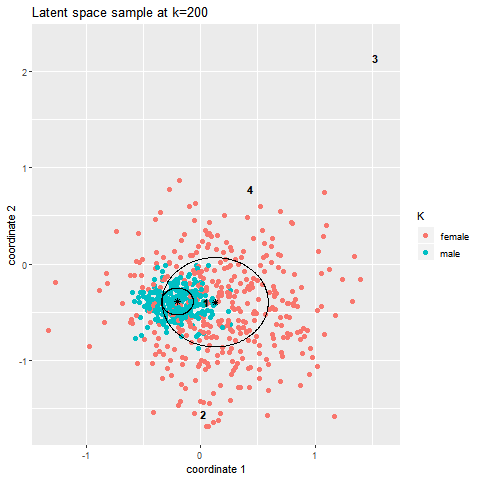 Latent space sample at k=200
3
2
4
K
1
female
male
0
1
-1
2
-1
0
1
coordinate 1
coordinate 2